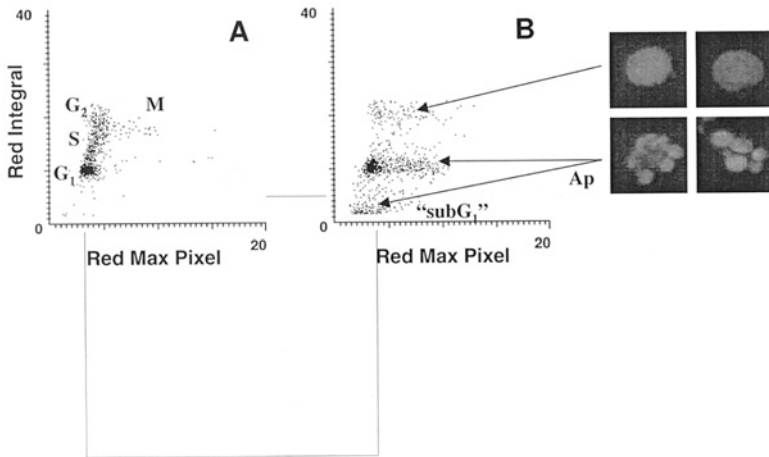 40
A
G2
M
S
G1
0
20
Red Integral
Red Max Pixel
40
B
Ap
"subG1"
0
20
Red Max Pixel